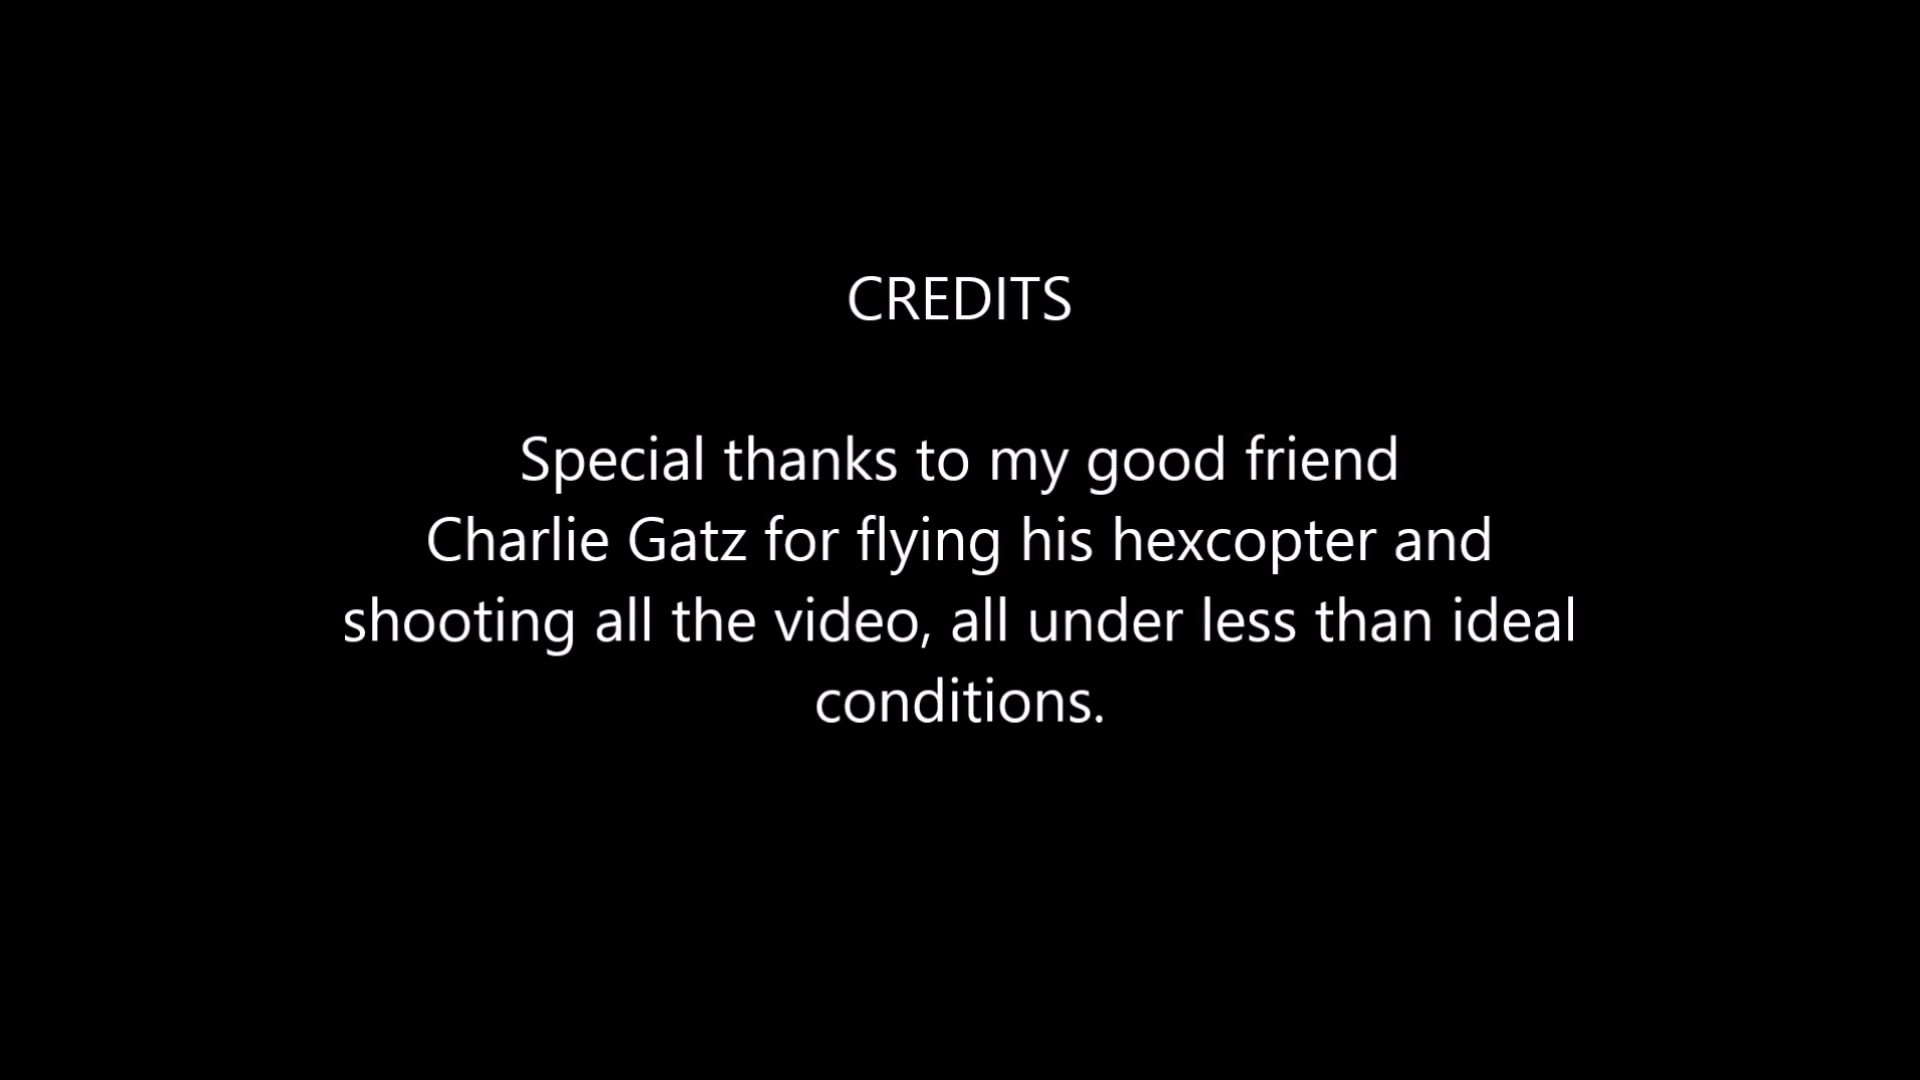 CREDITS
Special thanks to my good friend
Charlie Gatz for flying his hexcopter and
shooting all the video, all under less than ideal
conditions.